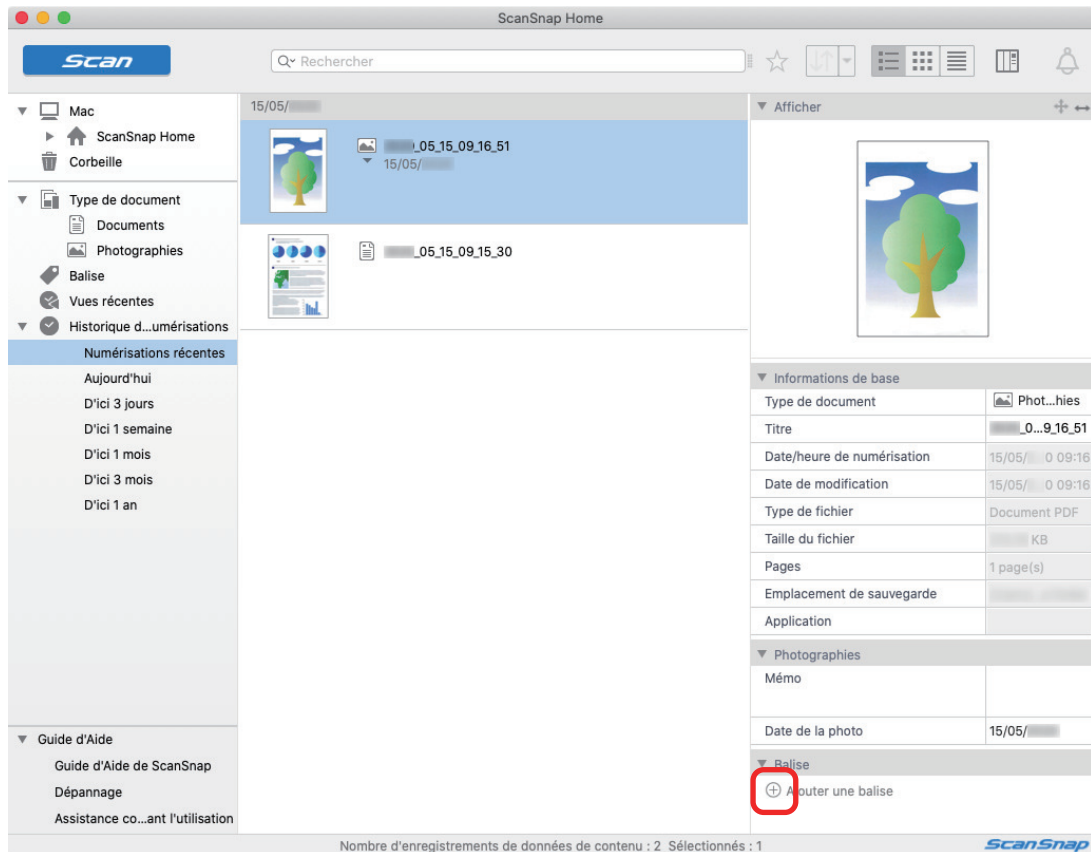 ScanSnap Home
Scan
Rechercher
Mac
ScanSnap Home
Corbeille
Type de document
Documents
Photographies
Balise
Vues récentes
Historique d...umérisations
Numérisations récentes
Aujourd'hui
D'ici 3 jours
D'ici 1 semaine
D'ici 1 mois
D'ici 3 mois
D'ici 1 an
Guide d'Aide
Guide d'Aide de ScanSnap
Dépannage
Assistance co...ant l'utilisation
15/05/
_05_15_09_16_51
15/05/
_05_15_09_15_30
Afficher
Informations de base
Type de document Phot...hies
Titre _0...9_16_51
Date/heure de numérisation 15/05/ 0 09:16
Date de modification 15/05/ 0 09:16
Type de fichier Document PDF
Taille du fichier KB
Pages 1 page(s)
Emplacement de sauvegarde
Application
Photographies
Mémo
Date de la photo 15/05/
Balise
Ajouter une balise
Nombre d'enregistrements de données de contenu : 2 Sélectionnés : 1
ScanSnap